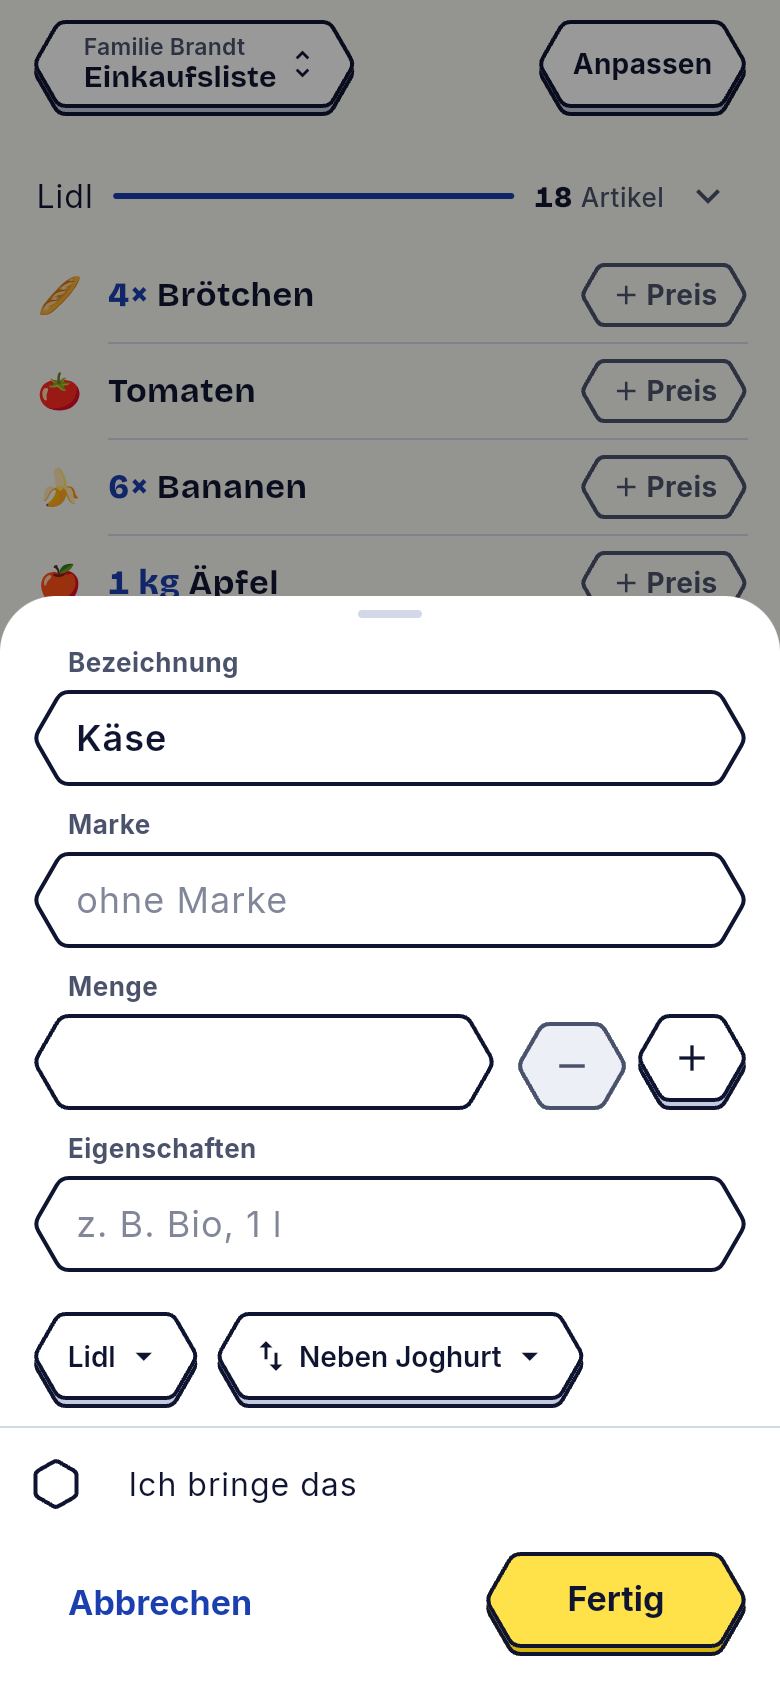 Familie Brandt
Einkaufsliste
Anpassen
Lidl 18 Artikel
4× Brötchen + Preis
Tomaten + Preis
6× Bananen + Preis
1 kg Äpfel + Preis
Bezeichnung
Käse
Marke
ohne Marke
Menge
Eigenschaften
z. B. Bio, 1 l
Lidl Neben Joghurt
Ich bringe das
Abbrechen Fertig